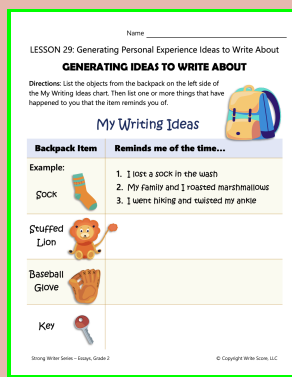 Name
LESSON 29: Generating Personal Experience Ideas to Write About
GENERATING IDEAS TO WRITE ABOUT
Directions: List the objects from the backpack on the left side of
the My Writing Ideas chart. Then list one or more things that have
happened to you that the item reminds you of.
My Writing Ideas
Backpack Item Reminds me of the time...
Example:
Sock
1. I lost a sock in the wash
2. My family and I roasted marshmallows
3. I went hiking and twisted my ankle
Stuffed
Lion
Baseball
Glove
Key
Strong Writer Series – Essays, Grade 2 © Copyright Write Score, LLC